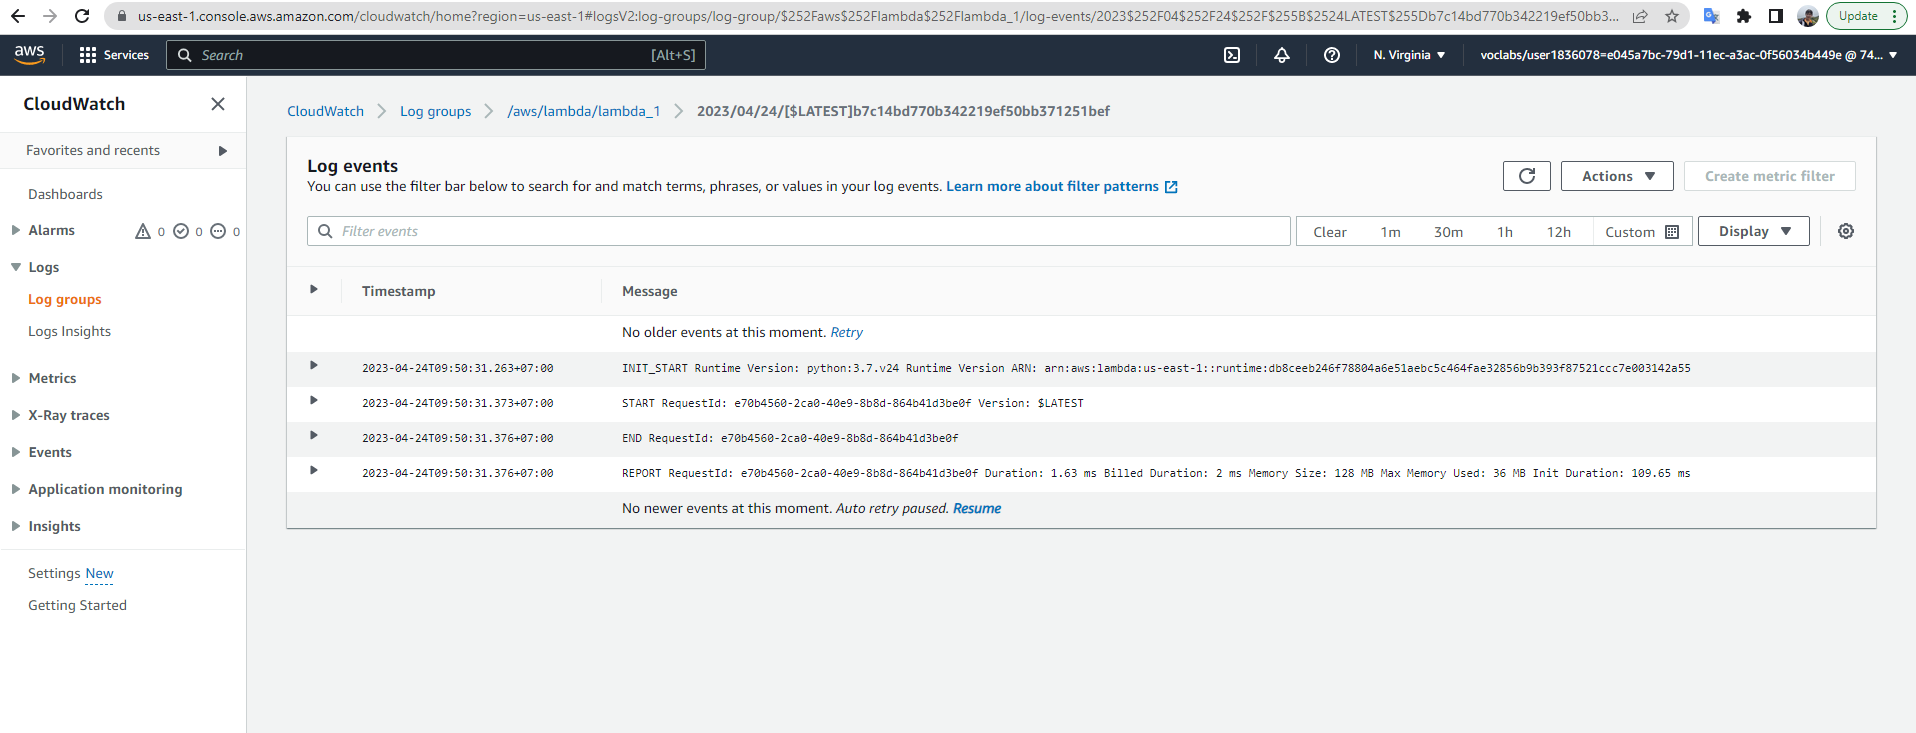 us-east-1.console.aws.amazon.com/cloudwatch/home?region=us-east-1#logsV2:log-groups/log-group/$252Faws$252Flambda$252Flambda_1/log-events/2023$252F04$252F24$252F$255B$2524LATEST$255Db7c14bd770b342219ef50bb3...
Update
aws
Services
Search
[Alt+S]
N. Virginia
voclabs/user1836078=e045a7bc-79d1-11ec-a3ac-0f56034b449e @ 74...
CloudWatch
Favorites and recents
Dashboards
Alarms 0 0 0
Logs
Log groups
Logs Insights
Metrics
X-Ray traces
Events
Application monitoring
Insights
Settings New
Getting Started
CloudWatch Log groups /aws/lambda/lambda_1 2023/04/24/[$LATEST]b7c14bd770b342219ef50bb371251bef
Log events
You can use the filter bar below to search for and match terms, phrases, or values in your log events. Learn more about filter patterns
Actions
Create metric filter
Filter events
Clear 1m 30m 1h 12h Custom
Display
Timestamp Message
No older events at this moment. Retry
2023-04-24T09:50:31.263+07:00 INIT_START Runtime Version: python:3.7.v24 Runtime Version ARN: arn:aws:lambda:us-east-1::runtime:db8ceeb246f78804a6e51aebc5c464fae32856b9b393f87521ccc7e003142a55
2023-04-24T09:50:31.373+07:00 START RequestId: e70b4560-2ca0-40e9-8b8d-864b41d3be0f Version: $LATEST
2023-04-24T09:50:31.376+07:00 END RequestId: e70b4560-2ca0-40e9-8b8d-864b41d3be0f
2023-04-24T09:50:31.376+07:00 REPORT RequestId: e70b4560-2ca0-40e9-8b8d-864b41d3be0f Duration: 1.63 ms Billed Duration: 2 ms Memory Size: 128 MB Max Memory Used: 36 MB Init Duration: 109.65 ms
No newer events at this moment. Auto retry paused. Resume